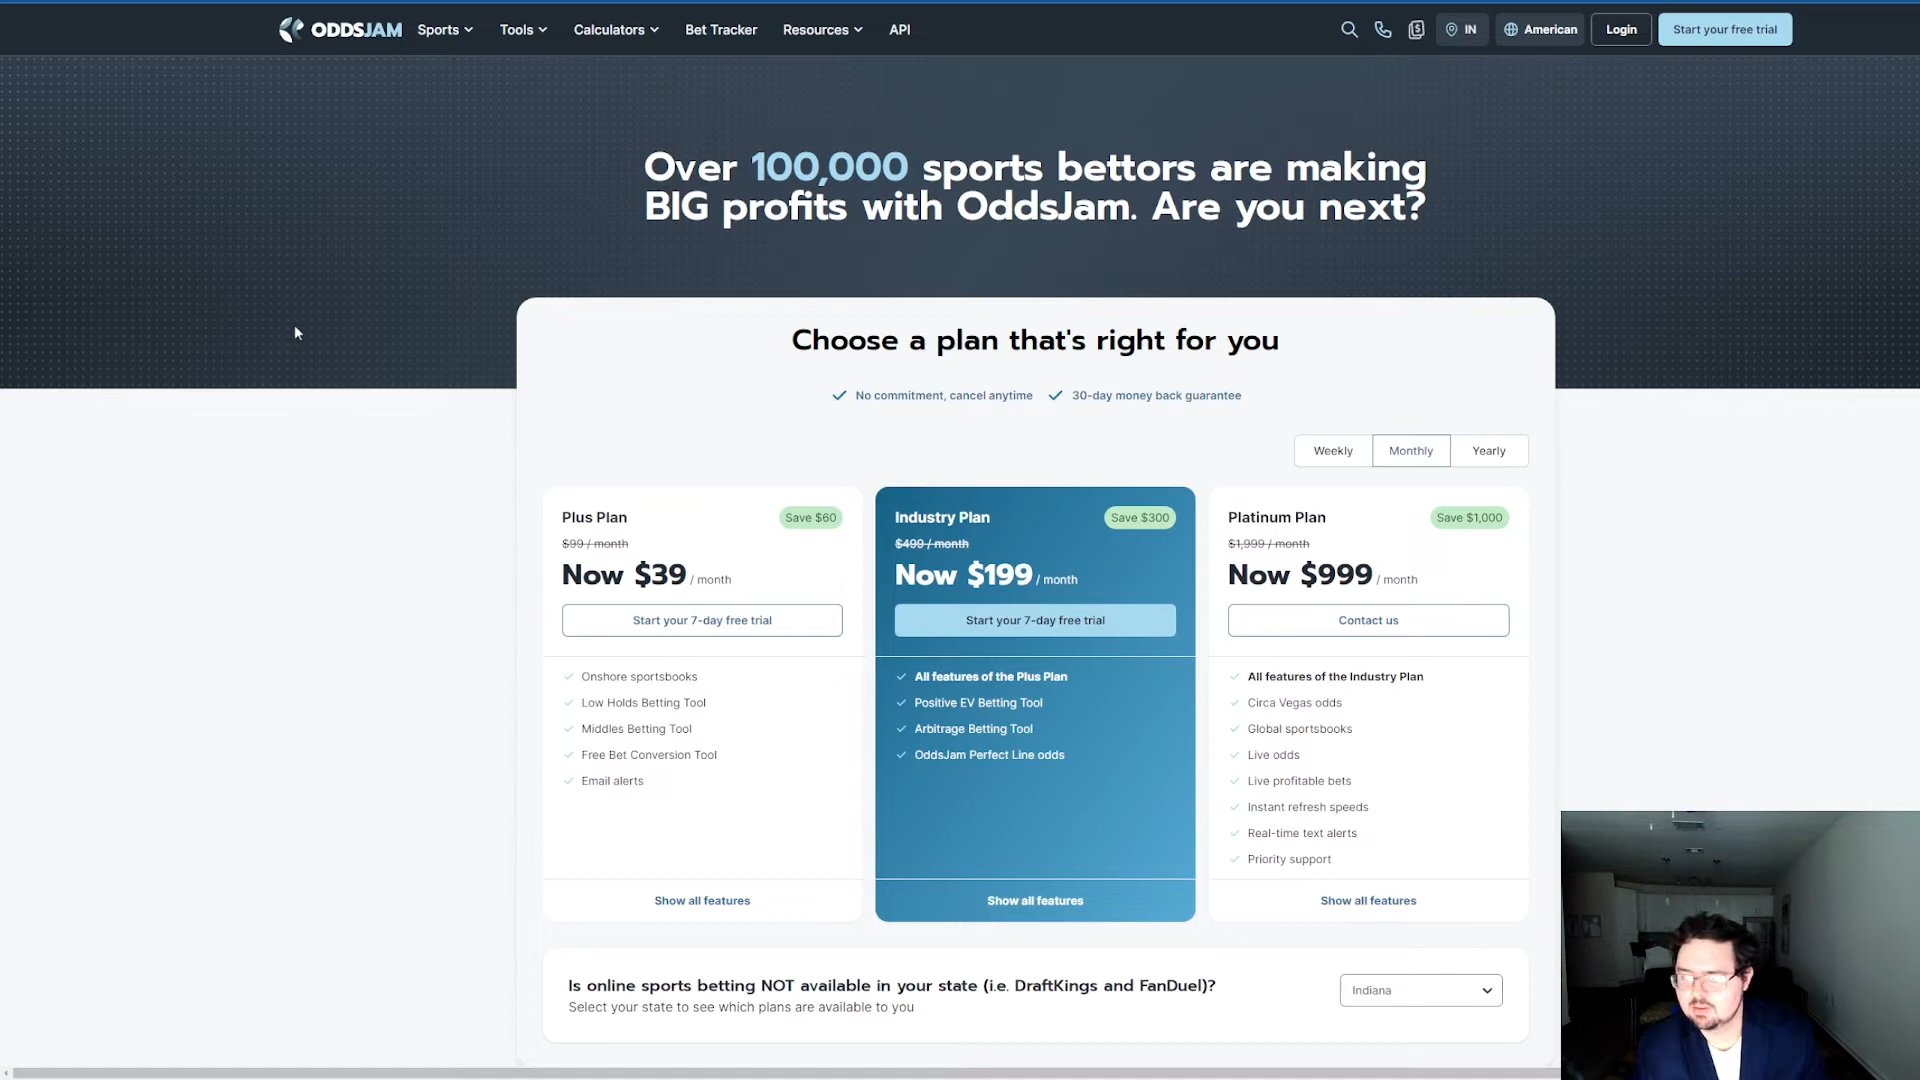 ODDSJAM Sports Tools Calculators Bet Tracker Resources API IN American Login Start your free trial
Over 100,000 sports bettors are making
BIG profits with OddsJam. Are you next?
Choose a plan that's right for you
No commitment, cancel anytime 30-day money back guarantee
Weekly Monthly Yearly
Plus Plan Save $60
$99 / month
Now $39 / month
Start your 7-day free trial
Onshore sportsbooks
Low Holds Betting Tool
Middles Betting Tool
Free Bet Conversion Tool
Email alerts
Show all features
Industry Plan Save $300
$499 / month
Now $199 / month
Start your 7-day free trial
All features of the Plus Plan
Positive EV Betting Tool
Arbitrage Betting Tool
OddsJam Perfect Line odds
Show all features
Platinum Plan Save $1,000
$1,999 / month
Now $999 / month
Contact us
All features of the Industry Plan
Circa Vegas odds
Global sportsbooks
Live odds
Live profitable bets
Instant refresh speeds
Real-time text alerts
Priority support
Show all features
Is online sports betting NOT available in your state (i.e. DraftKings and FanDuel)?
Select your state to see which plans are available to you
Indiana